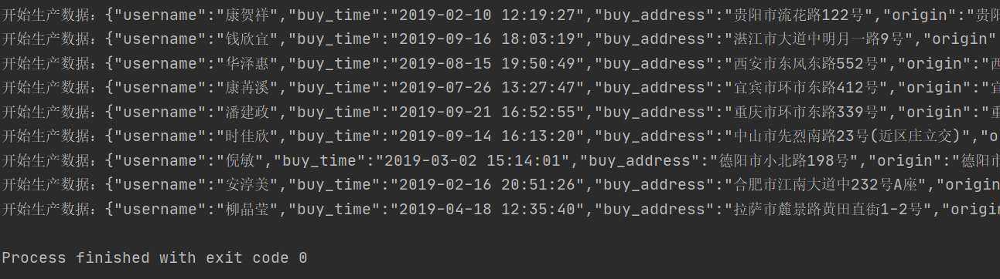 开始生产数据：{"username":"康贺祥","buy_time":"2019-02-10 12:19:27","buy_address":"贵阳市流花路122号","origin":"贵阳
开始生产数据：{"username":"钱欣宜","buy_time":"2019-09-16 18:03:19","buy_address":"湛江市大道中明月一路9号","origin"
开始生产数据：{"username":"华泽惠","buy_time":"2019-08-15 19:50:49","buy_address":"西安市东风东路552号","origin":"西
开始生产数据：{"username":"康苒溪","buy_time":"2019-07-26 13:27:47","buy_address":"宜宾市环市东路412号","origin":"宜
开始生产数据：{"username":"潘建政","buy_time":"2019-09-21 16:52:55","buy_address":"重庆市环市东路339号","origin":"重
开始生产数据：{"username":"时佳欣","buy_time":"2019-09-14 16:13:20","buy_address":"中山市先烈南路23号(近区庄立交)","o
开始生产数据：{"username":"倪敏","buy_time":"2019-03-02 15:14:01","buy_address":"德阳市小北路198号","origin":"德阳市
开始生产数据：{"username":"安淳美","buy_time":"2019-02-16 20:51:26","buy_address":"合肥市江南大道中232号A座","origin
开始生产数据：{"username":"柳晶莹","buy_time":"2019-04-18 12:35:40","buy_address":"拉萨市麓景路黄田直街1-2号","origin
Process finished with exit code 0